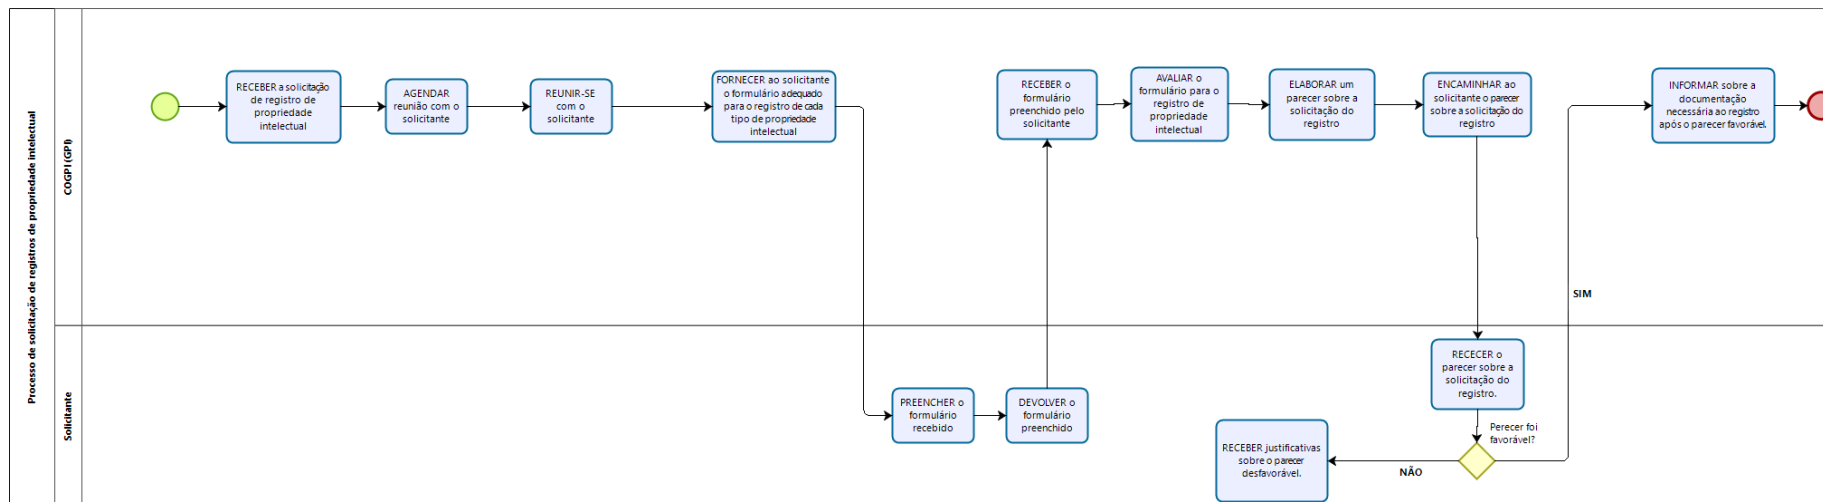 Processo de solicitação de registros de propriedade intelectual
COGPI (GPI)
RECEBER a solicitação
de registro de
propriedade
intelectual
AGENDAR
reunião com o
solicitante
REUNIR-SE
com o
solicitante
FORNECER ao solicitante
o formulário adequado
para o registro de cada
tipo de propriedade
intelectual
RECEBER o
formulário
preenchido pelo
solicitante
AVALIAR o
formulário para o
registro de
propriedade
intelectual
ELABORAR um
parecer sobre a
solicitação do
registro
ENCAMINHAR ao
solicitante o parecer
sobre a solicitação do
registro
INFORMAR sobre a
documentação
necessária ao registro
após o parecer favorável.
SIM
Solicitante
PREENCHER o
formulário
recebido
DEVOLVER o
formulário
preenchido
RECECER o
parecer sobre a
solicitação do
registro.
Perecer foi
favorável?
NÃO
RECEBER justificativas
sobre o parecer
desfavorável.